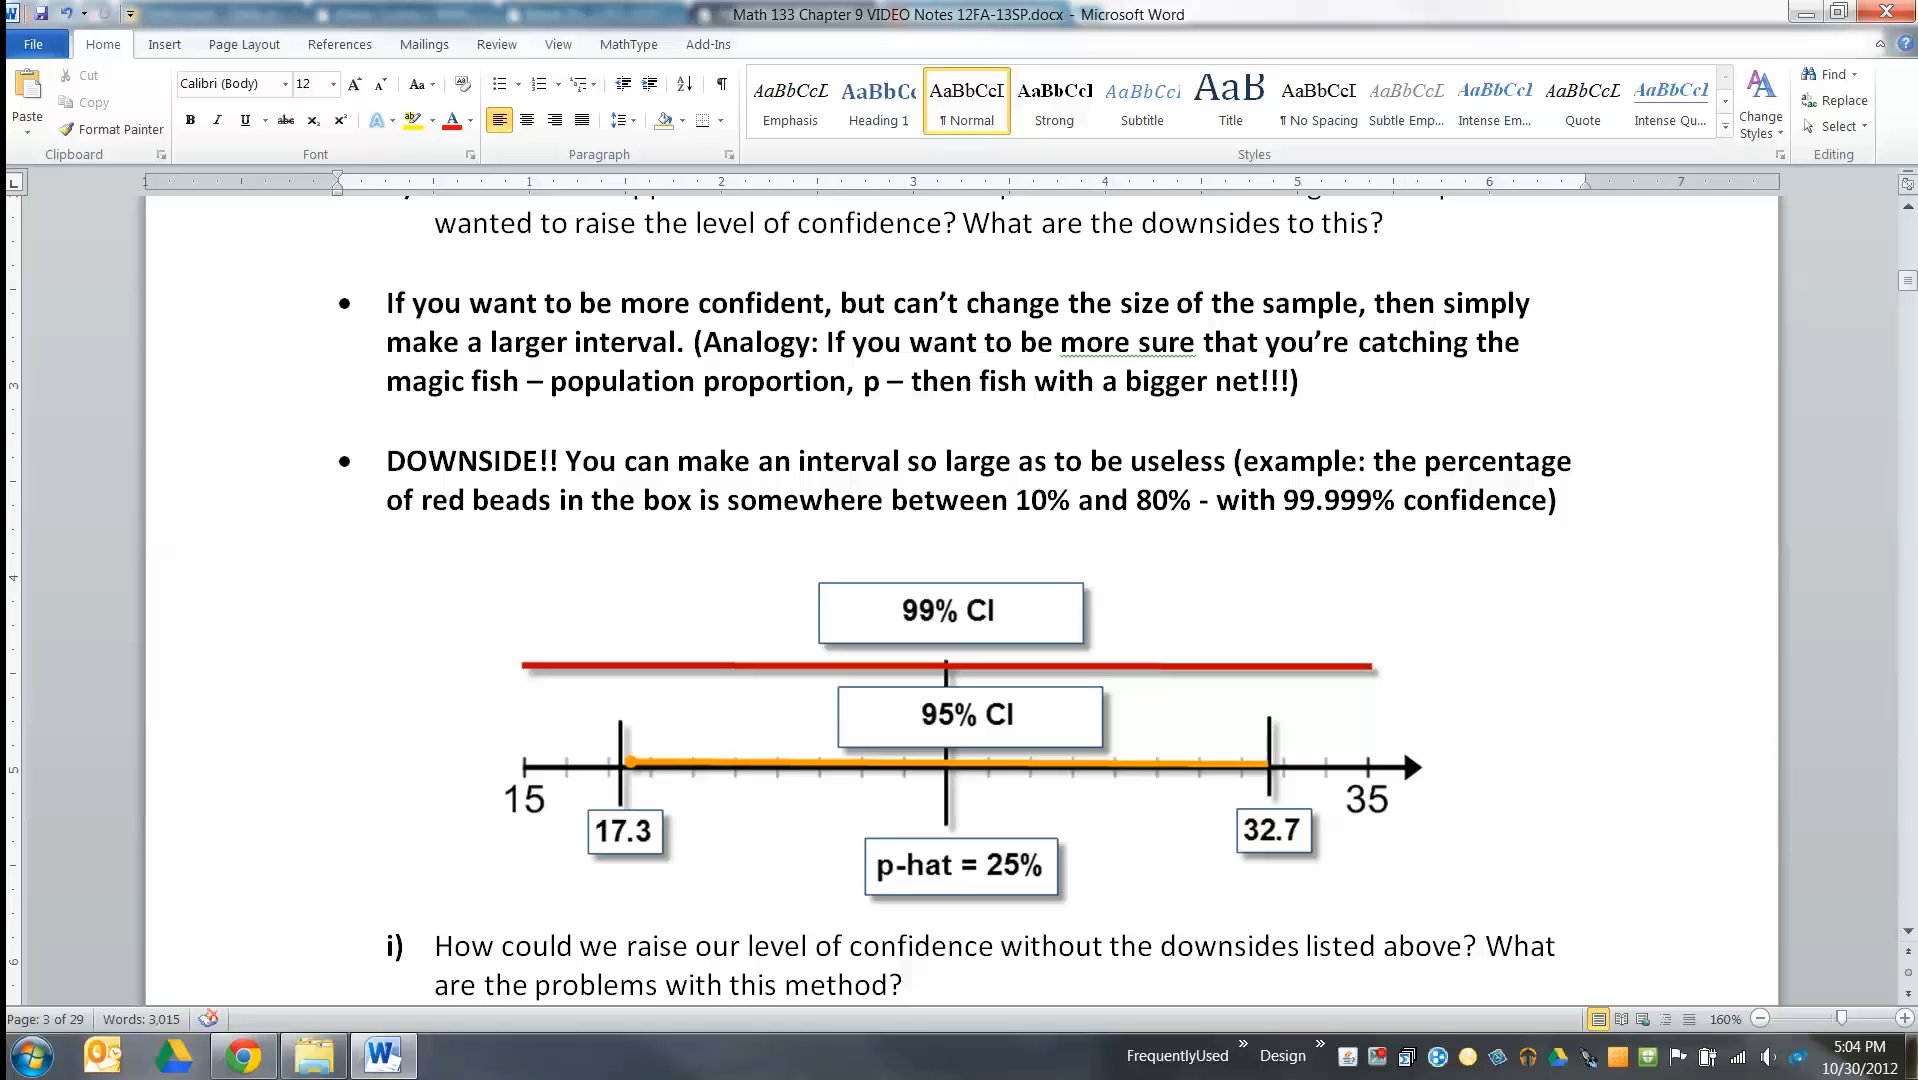 Math 133 Chapter 9 VIDEO Notes 12FA-13SP.docx - Microsoft Word
File Home Insert Page Layout References Mailings Review View MathType Add-Ins
Paste
Cut
Copy
Format Painter
Clipboard
Calibri (Body) 12
Font
Paragraph
AaBbCcL AaBbCc AaBbCcI AaBbCcI AaBbCcI AaB AaBbCcI AaBbCcI AaBbCcI AaBbCcL AaBbCcI
Emphasis Heading 1 ¶ Normal Strong Subtitle Title ¶ No Spacing Subtle Emp... Intense Em... Quote Intense Qu...
Styles
Change Styles
Find
Replace
Select
Editing
1 1 2 3 4 5 6 7
wanted to raise the level of confidence? What are the downsides to this?
• If you want to be more confident, but can’t change the size of the sample, then simply
make a larger interval. (Analogy: If you want to be more sure that you’re catching the
magic fish – population proportion, p – then fish with a bigger net!!!)
• DOWNSIDE!! You can make an interval so large as to be useless (example: the percentage
of red beads in the box is somewhere between 10% and 80% - with 99.999% confidence)
99% CI
95% CI
15 35
17.3 32.7
p-hat = 25%
i) How could we raise our level of confidence without the downsides listed above? What
are the problems with this method?
Page: 3 of 29 Words: 3,015 160%
FrequentlyUsed » Design » 5:04 PM
10/30/2012